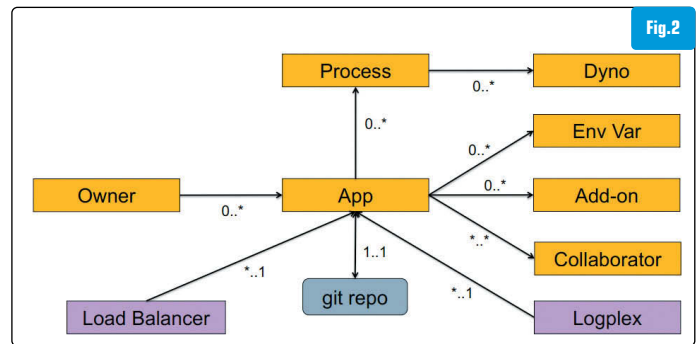 Fig.2
Process
0..*
Dyno
0..*
Env Var
0..*
Owner
0..*
App
0..*
Add-on
*..*
Collaborator
*..1
1..1
*..1
Load Balancer
git repo
Logplex